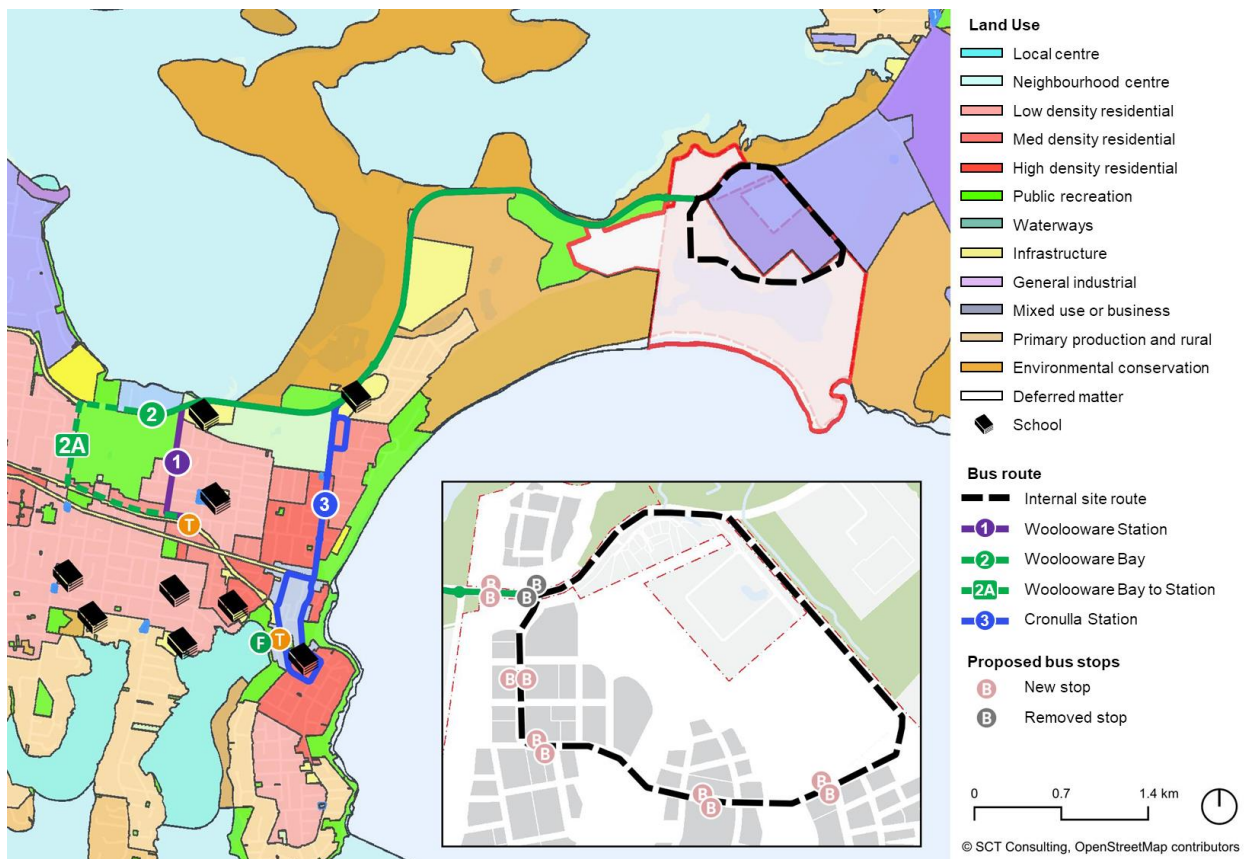 2
2A
1
T
3
F
T
B
B
B
B
B
B
B
B
B
B
B
B
Land Use
Local centre
Neighbourhood centre
Low density residential
Med density residential
High density residential
Public recreation
Waterways
Infrastructure
General industrial
Mixed use or business
Primary production and rural
Environmental conservation
Deferred matter
School
Bus route
Internal site route
1 Woolooware Station
2 Woolooware Bay
2A Woolooware Bay to Station
3 Cronulla Station
Proposed bus stops
B New stop
B Removed stop
0 0.7 1.4 km
© SCT Consulting, OpenStreetMap contributors